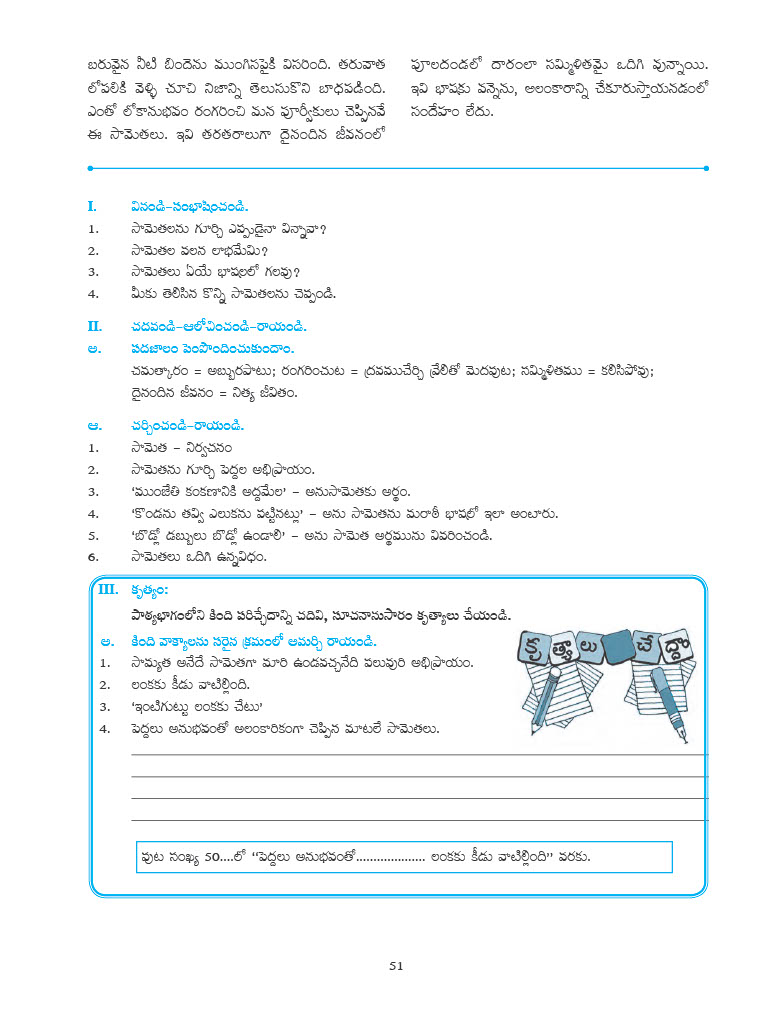 బరువైన నీటి బిందెను ముంగిసపైకి విసరింది. తరువాత
లోపలికి వెళ్ళి చూచి నిజాన్ని తెలుసుకొని బాధపడింది.
ఎంతో లోకానుభవం రంగరించి మన పూర్వీకులు చెప్పినవే
ఈ సామెతలు. ఇవి తరతరాలుగా దైనందిన జీవనంలో
పూలదండలో దారంలా సమ్మిళితమై ఒదిగి వున్నాయి.
ఇవి భాషకు వన్నెను, అలంకారాన్ని చేకూరుస్తాయనడంలో
సందేహం లేదు.
I. వినండి-సంభాషించండి.
1. సామెతలను గూర్చి ఎప్పుడైనా విన్నావా?
2. సామెతల వలన లాభమేమి?
3. సామెతలు ఏయే భాషలలో గలవు?
4. మీకు తెలిసిన కొన్ని సామెతలను చెప్పండి.
II. చదవండి-ఆలోచించండి-రాయండి.
అ. పదజాలం పెంపొందించుకుందాం.
చమత్కారం = అబ్బురపాటు; రంగరించుట = ద్రవముచేర్చి వ్రేలితో మెదపుట; సమ్మిళితము = కలిసిపోవు;
దైనందిన జీవనం = నిత్య జీవితం.
ఆ. చర్చించండి-రాయండి.
1. సామెత – నిర్వచనం
2. సామెతను గూర్చి పెద్దల అభిప్రాయం.
3. ‘ముంజేతి కంకణానికి అద్దమేల’ – అనుసామెతకు అర్థం.
4. ‘కొండను తవ్వి ఎలుకను పట్టినట్లు’ – అను సామెతను మరాఠీ భాషలో ఇలా అంటారు.
5. ‘బొడ్లో డబ్బులు బొడ్లో ఉండాలి’ – అను సామెత అర్థమును వివరించండి.
6. సామెతలు ఒదిగి ఉన్నవిధం.
III. కృత్యం:
పాఠ్యభాగంలోని కింది పరిచ్ఛేదాన్ని చదివి, సూచనానుసారం కృత్యాలు చేయండి.
అ. కింది వాక్యాలను సరైన క్రమంలో అమర్చి రాయండి.
కృత్యాలు చేద్దాం
1. సామ్యత అనేదే సామెతగా మారి ఉండవచ్చనేది పలువురి అభిప్రాయం.
2. లంకకు కీడు వాటిల్లింది.
3. ‘ఇంటిగుట్టు లంకకు చేటు’
4. పెద్దలు అనుభవంతో అలంకారికంగా చెప్పిన మాటలే సామెతలు.
పుట సంఖ్య 50....లో “పెద్దలు అనుభవంతో.................... లంకకు కీడు వాటిల్లింది” వరకు.
51